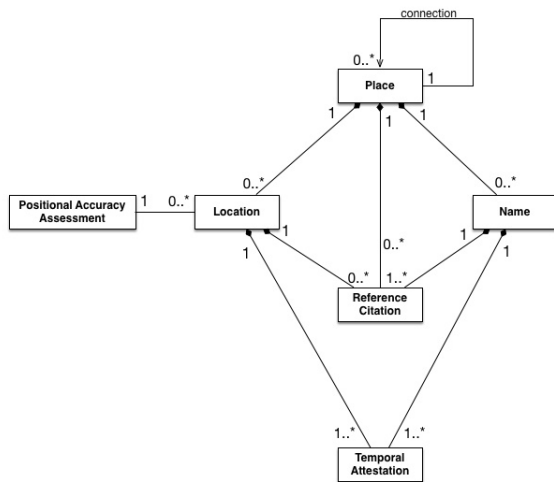 connection
0..*
Place
1
1
1
1
0..*
0..*
Positional Accuracy
Assessment
1
0..*
Location
Name
1
1
1
0..*
1
0..*
1..*
Reference
Citation
1..*
1..*
Temporal
Attestation